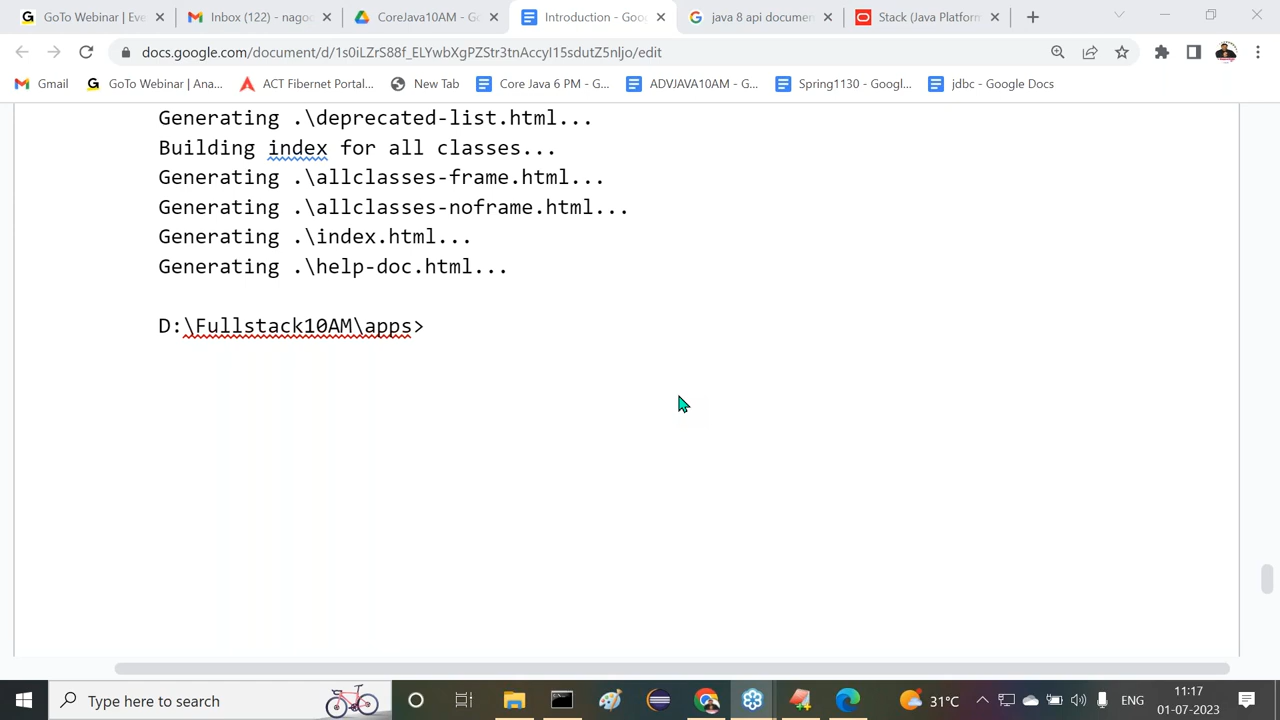 GoTo Webinar | Eve
Inbox (122) - nagoo
CoreJava10AM - Go
Introduction - Goog
java 8 api documen
Stack (Java Platform
docs.google.com/document/d/1s0iLZrS88f_ELYwbXgPZStr3tnAccyI15sdutZ5nljo/edit
Gmail
GoTo Webinar | Ana...
ACT Fibernet Portal...
New Tab
Core Java 6 PM - G...
ADVJAVA10AM - G...
Spring1130 - Googl...
jdbc - Google Docs
Generating .\deprecated-list.html...
Building index for all classes...
Generating .\allclasses-frame.html...
Generating .\allclasses-noframe.html...
Generating .\index.html...
Generating .\help-doc.html...
D:\Fullstack10AM\apps>
Type here to search
31°C
ENG
11:17
01-07-2023